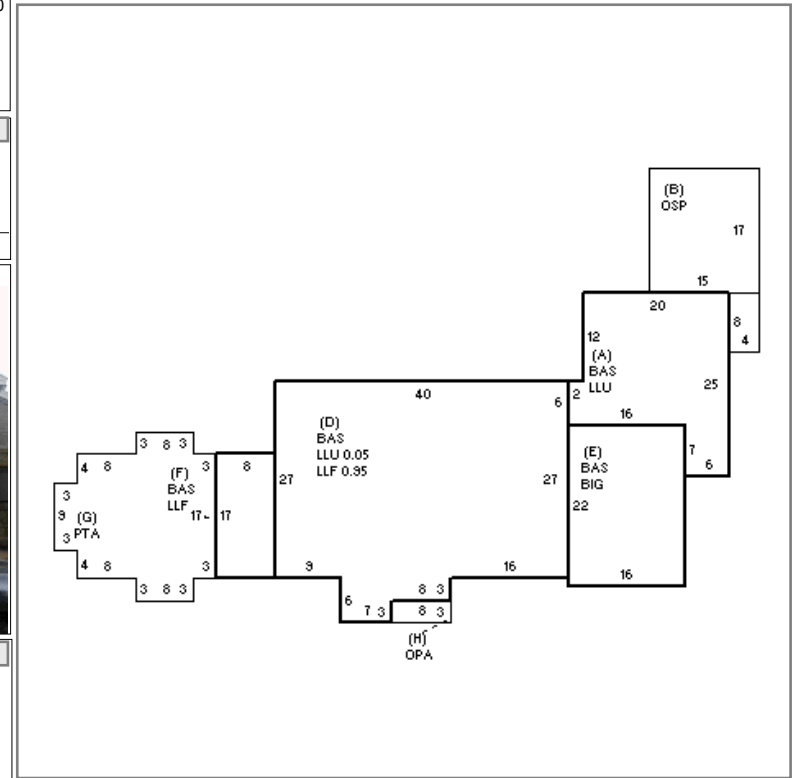 (B)
OSP
17
15
20
8
4
12
(A)
BAS
LLU
25
40
6
2
16
7
6
(D)
BAS
LLU 0.05
LLF 0.95
27
27
(E)
BAS
BIG
22
16
3 8 3
4 8
3
8
(F)
BAS
LLF
17
17
3
9
3
(G)
PTA
4 8
3
3 8 3
9
16
6
7 3
8 3
8 3
(H)
OPA